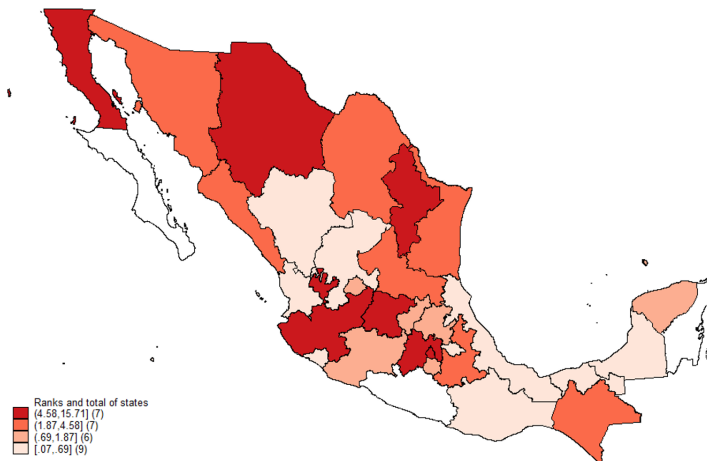 Ranks and total of states
(4.58,15.71] (7)
(1.87,4.58] (7)
(.69,1.87] (6)
[.07,.69] (9)